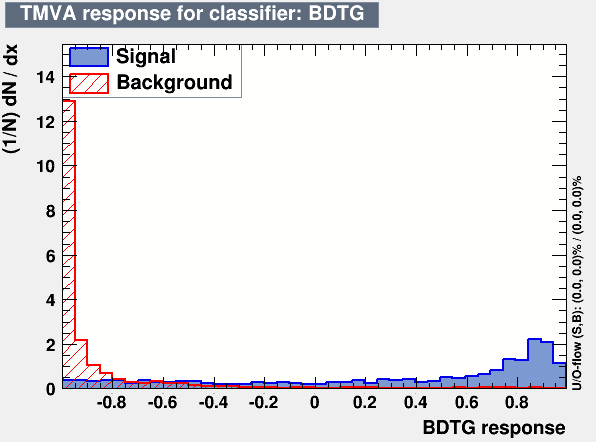 TMVA response for classifier: BDTG
(1/N) dN / dx
Signal
Background
14
12
10
8
6
4
2
0
-0.8 -0.6 -0.4 -0.2 0 0.2 0.4 0.6 0.8
BDTG response
U/O-flow (S,B): (0.0, 0.0)% / (0.0, 0.0)%